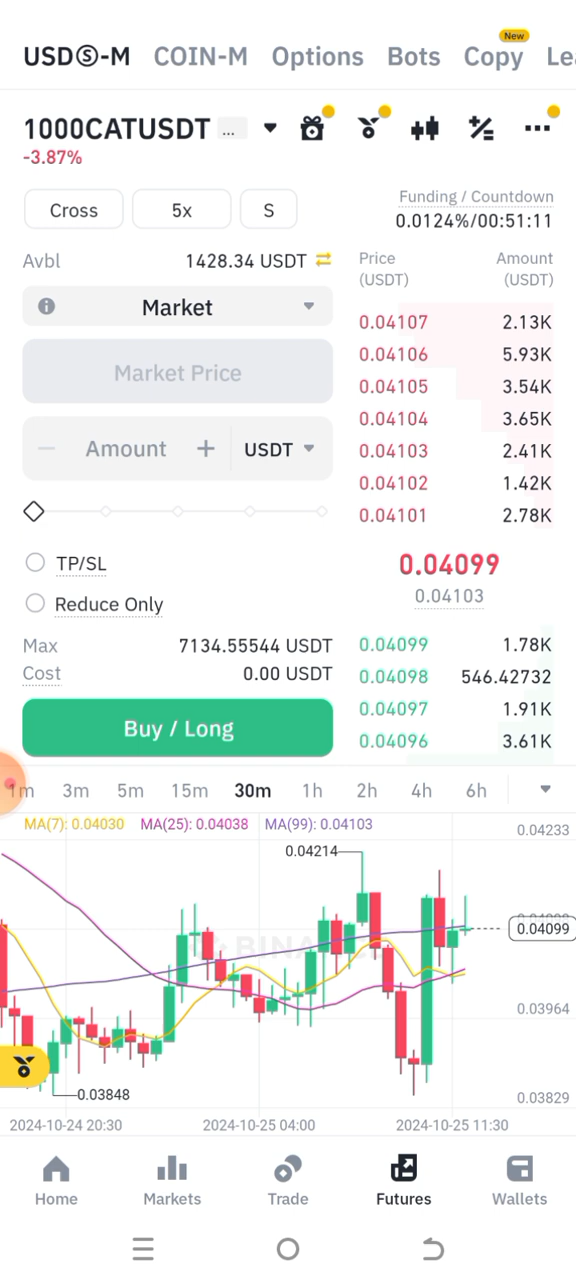 USDⓈ-M COIN-M Options Bots Copy Lea
New
1000CATUSDT ...
-3.87%
Cross 5x S
Funding / Countdown
0.0124%/00:51:11
Avbl 1428.34 USDT
Market
Market Price
Amount USDT
TP/SL
Reduce Only
Max 7134.55544 USDT
Cost 0.00 USDT
Buy / Long
Price Amount
(USDT) (USDT)
0.04107 2.13K
0.04106 5.93K
0.04105 3.54K
0.04104 3.65K
0.04103 2.41K
0.04102 1.42K
0.04101 2.78K
0.04099
0.04103
0.04099 1.78K
0.04098 546.42732
0.04097 1.91K
0.04096 3.61K
1m 3m 5m 15m 30m 1h 2h 4h 6h
MA(7): 0.04030 MA(25): 0.04038 MA(99): 0.04103
0.04233
0.04214
0.04099
BINANCE
0.03964
0.03848
0.03829
2024-10-24 20:30 2024-10-25 04:00 2024-10-25 11:30
Home Markets Trade Futures Wallets